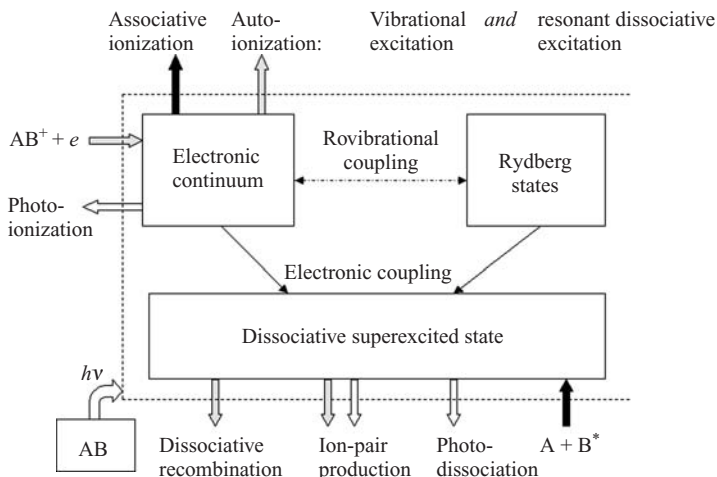 Associative Auto- Vibrational and resonant dissociative
ionization ionization: excitation excitation
AB⁺ + e
Electronic
continuum
Rovibrational
coupling
Rydberg
states
Photo-
ionization
Electronic coupling
Dissociative superexcited state
hν
AB
Dissociative
recombination
Ion-pair
production
Photo-
dissociation
A + B*